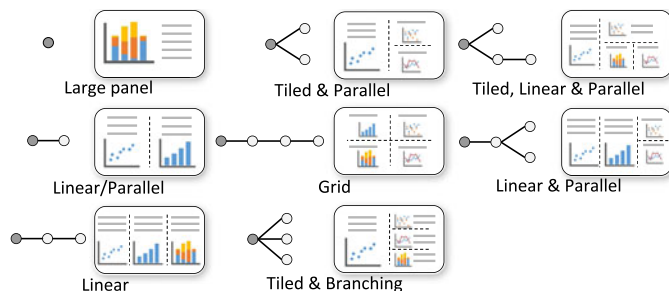 Large panel
Tiled & Parallel
Tiled, Linear & Parallel
Linear/Parallel
Grid
Linear & Parallel
Linear
Tiled & Branching